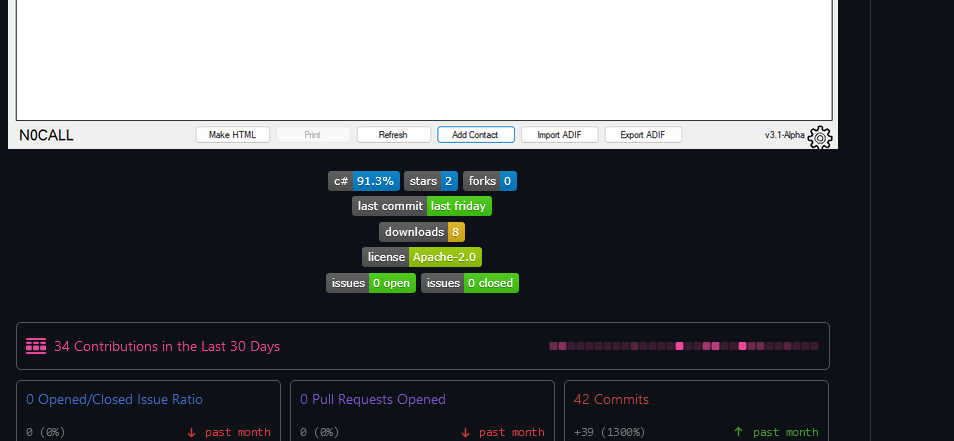 N0CALL Make HTML Print Refresh Add Contact Import ADIF Export ADIF v3.1-Alpha
c# 91.3% stars 2 forks 0
last commit last friday
downloads 8
license Apache-2.0
issues 0 open issues 0 closed
34 Contributions in the Last 30 Days
0 Opened/Closed Issue Ratio 0 Pull Requests Opened 42 Commits
0 (0%) ↓ past month 0 (0%) ↓ past month +39 (1300%) ↑ past month